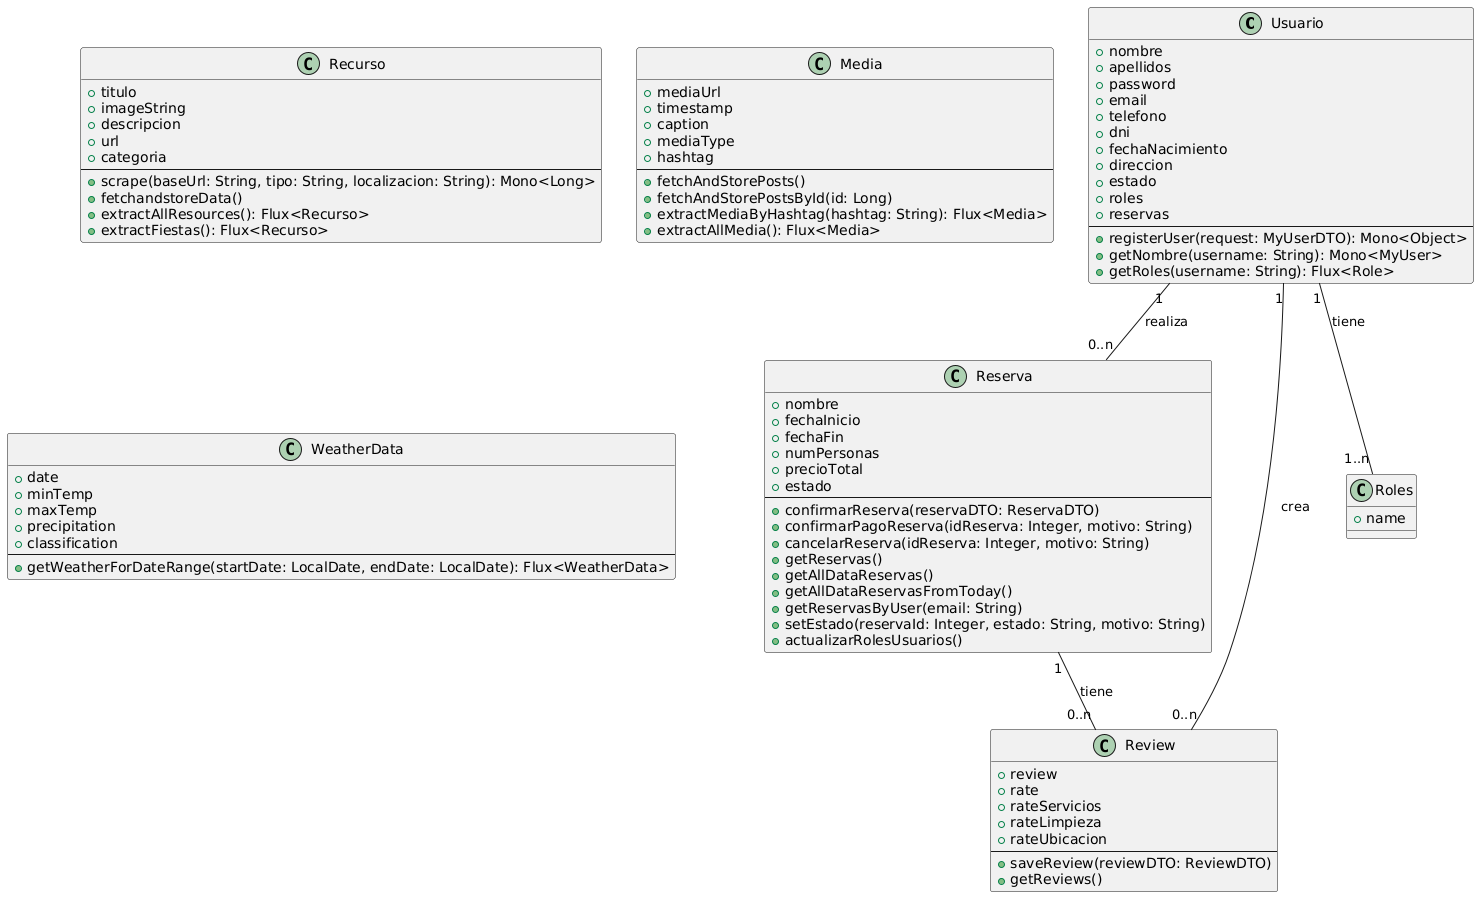 C Recurso
titulo
imageString
descripcion
url
categoria
scrape(baseUrl: String, tipo: String, localizacion: String): Mono<Long>
fetchandstoreData()
extractAllResources(): Flux<Recurso>
extractFiestas(): Flux<Recurso>
C Media
mediaUrl
timestamp
caption
mediaType
hashtag
fetchAndStorePosts()
fetchAndStorePostsById(id: Long)
extractMediaByHashtag(hashtag: String): Flux<Media>
extractAllMedia(): Flux<Media>
C Usuario
nombre
apellidos
password
email
telefono
dni
fechaNacimiento
direccion
estado
roles
reservas
registerUser(request: MyUserDTO): Mono<Object>
getNombre(username: String): Mono<MyUser>
getRoles(username: String): Flux<Role>
1
1
1
realiza
tiene
0..n
C WeatherData
date
minTemp
maxTemp
precipitation
classification
getWeatherForDateRange(startDate: LocalDate, endDate: LocalDate): Flux<WeatherData>
C Reserva
nombre
fechaInicio
fechaFin
numPersonas
precioTotal
estado
confirmarReserva(reservaDTO: ReservaDTO)
confirmarPagoReserva(idReserva: Integer, motivo: String)
cancelarReserva(idReserva: Integer, motivo: String)
getReservas()
getAllDataReservas()
getAllDataReservasFromToday()
getReservasByUser(email: String)
setEstado(reservaId: Integer, estado: String, motivo: String)
actualizarRolesUsuarios()
crea
1..n
C Roles
name
1
tiene
0..n
0..n
C Review
review
rate
rateServicios
rateLimpieza
rateUbicacion
saveReview(reviewDTO: ReviewDTO)
getReviews()